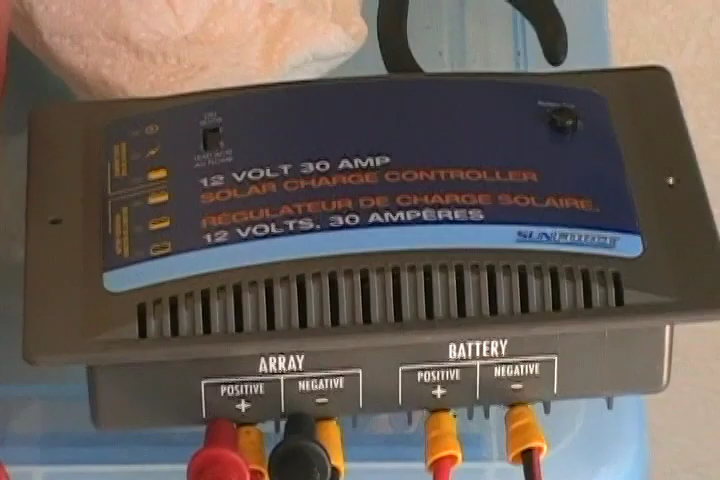 12 VOLT 30 AMP
SOLAR CHARGE CONTROLLER
RÉGULATEUR DE CHARGE SOLAIRE.
12 VOLTS, 30 AMPÈRES
SUNFORCE
ARRAY
BATTERY
POSITIVE NEGATIVE POSITIVE NEGATIVE
+ - + -